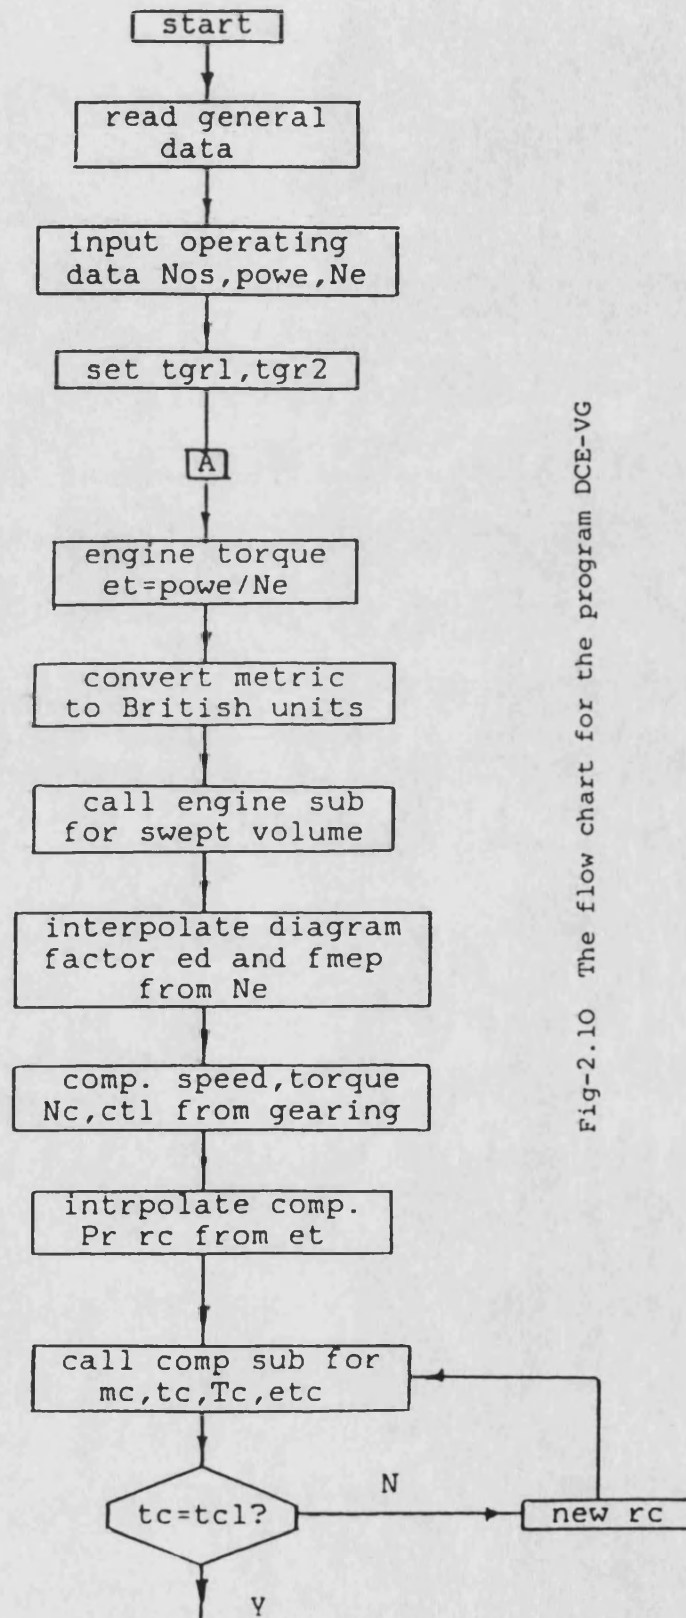 start
read general
data
input operating
data Nos,powe,Ne
set tgr1,tgr2
A
engine torque
et=powe/Ne
convert metric
to British units
call engine sub
for swept volume
interpolate diagram
factor ed and fmep
from Ne
comp. speed,torque
Nc,ctl from gearing
intrpolate comp.
Pr rc from et
call comp sub for
mc,tc,Tc,etc
tc=tcl?
N
new rc
Y
Fig-2.10 The flow chart for the program DCE-VG